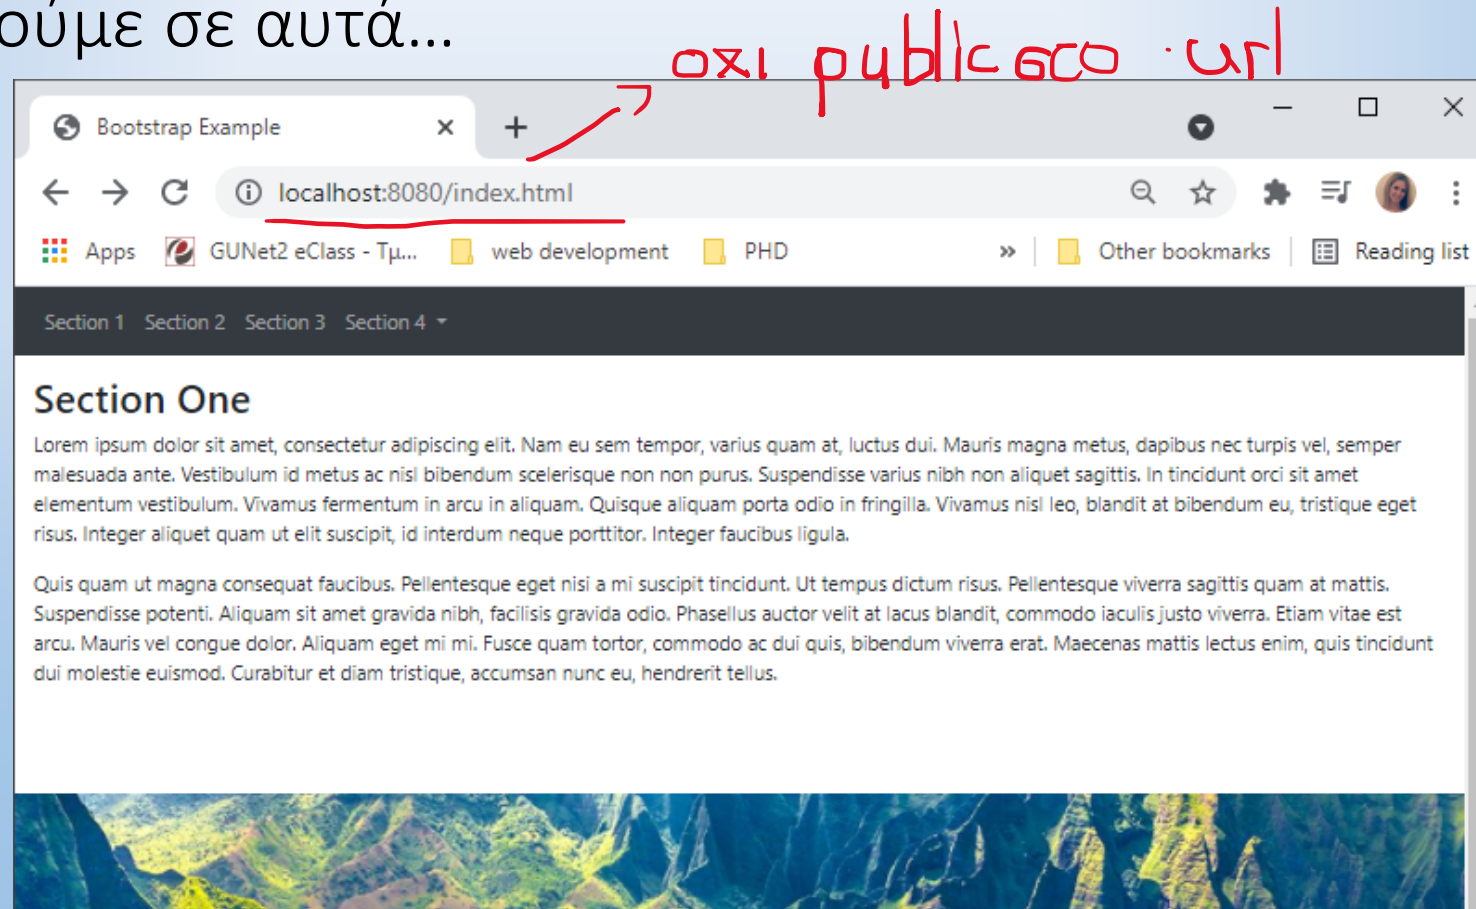 ούμε σε αυτά...
οχι public στο url
Bootstrap Example
localhost:8080/index.html
Apps GUNet2 eClass - Τμ... web development PHD » Other bookmarks Reading list
Section 1 Section 2 Section 3 Section 4
Section One
Lorem ipsum dolor sit amet, consectetur adipiscing elit. Nam eu sem tempor, varius quam at, luctus dui. Mauris magna metus, dapibus nec turpis vel, semper
malesuada ante. Vestibulum id metus ac nisl bibendum scelerisque non non purus. Suspendisse varius nibh non aliquet sagittis. In tincidunt orci sit amet
elementum vestibulum. Vivamus fermentum in arcu in aliquam. Quisque aliquam porta odio in fringilla. Vivamus nisl leo, blandit at bibendum eu, tristique eget
risus. Integer aliquet quam ut elit suscipit, id interdum neque porttitor. Integer faucibus ligula.
Quis quam ut magna consequat faucibus. Pellentesque eget nisi a mi suscipit tincidunt. Ut tempus dictum risus. Pellentesque viverra sagittis quam at mattis.
Suspendisse potenti. Aliquam sit amet gravida nibh, facilisis gravida odio. Phasellus auctor velit at lacus blandit, commodo iaculis justo viverra. Etiam vitae est
arcu. Mauris vel congue dolor. Aliquam eget mi mi. Fusce quam tortor, commodo ac dui quis, bibendum viverra erat. Maecenas mattis lectus enim, quis tincidunt
dui molestie euismod. Curabitur et diam tristique, accumsan nunc eu, hendrerit tellus.